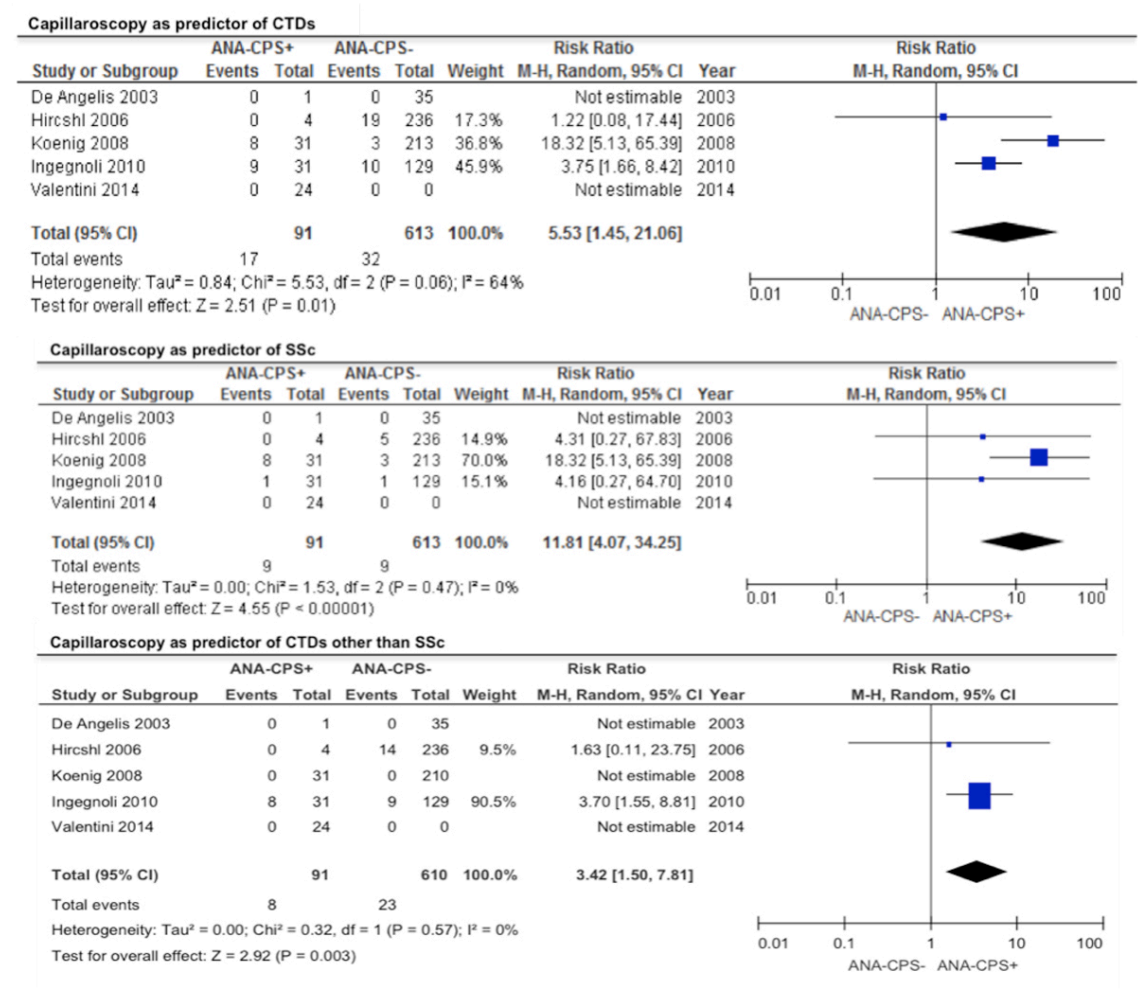 Capillaroscopy as predictor of CTDs
ANA-CPS+ ANA-CPS- Risk Ratio Risk Ratio
Study or Subgroup Events Total Events Total Weight M-H, Random, 95% CI Year M-H, Random, 95% CI
De Angelis 2003 0 1 0 35 Not estimable 2003
Hircshl 2006 0 4 19 236 17.3% 1.22 [0.08, 17.44] 2006
Koenig 2008 8 31 3 213 36.8% 18.32 [5.13, 65.39] 2008
Ingegnoli 2010 9 31 10 129 45.9% 3.75 [1.66, 8.42] 2010
Valentini 2014 0 24 0 0 Not estimable 2014
Total (95% CI) 91 613 100.0% 5.53 [1.45, 21.06]
Total events 17 32
Heterogeneity: Tau² = 0.84; Chi² = 5.53, df = 2 (P = 0.06); I² = 64%
Test for overall effect: Z = 2.51 (P = 0.01)
0.01 0.1 1 10 100
ANA-CPS- ANA-CPS+
Capillaroscopy as predictor of SSc
ANA-CPS+ ANA-CPS- Risk Ratio Risk Ratio
Study or Subgroup Events Total Events Total Weight M-H, Random, 95% CI Year M-H, Random, 95% CI
De Angelis 2003 0 1 0 35 Not estimable 2003
Hircshl 2006 0 4 5 236 14.9% 4.31 [0.27, 67.83] 2006
Koenig 2008 8 31 3 213 70.0% 18.32 [5.13, 65.39] 2008
Ingegnoli 2010 1 31 1 129 15.1% 4.16 [0.27, 64.70] 2010
Valentini 2014 0 24 0 0 Not estimable 2014
Total (95% CI) 91 613 100.0% 11.81 [4.07, 34.25]
Total events 9 9
Heterogeneity: Tau² = 0.00; Chi² = 1.53, df = 2 (P = 0.47); I² = 0%
Test for overall effect: Z = 4.55 (P < 0.00001)
0.01 0.1 1 10 100
ANA-CPS- ANA-CPS+
Capillaroscopy as predictor of CTDs other than SSc
ANA-CPS+ ANA-CPS- Risk Ratio Risk Ratio
Study or Subgroup Events Total Events Total Weight M-H, Random, 95% CI Year M-H, Random, 95% CI
De Angelis 2003 0 1 0 35 Not estimable 2003
Hircshl 2006 0 4 14 236 9.5% 1.63 [0.11, 23.75] 2006
Koenig 2008 0 31 0 210 Not estimable 2008
Ingegnoli 2010 8 31 9 129 90.5% 3.70 [1.55, 8.81] 2010
Valentini 2014 0 24 0 0 Not estimable 2014
Total (95% CI) 91 610 100.0% 3.42 [1.50, 7.81]
Total events 8 23
Heterogeneity: Tau² = 0.00; Chi² = 0.32, df = 1 (P = 0.57); I² = 0%
Test for overall effect: Z = 2.92 (P = 0.003)
0.01 0.1 1 10 100
ANA-CPS- ANA-CPS+